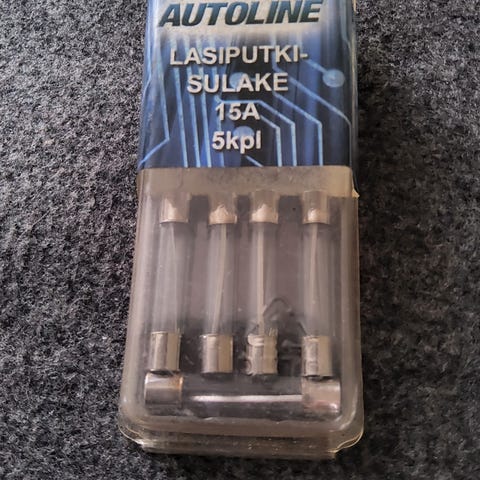 AUTOLINE
LASIPUTKI-
SULAKE
15A
5kpl